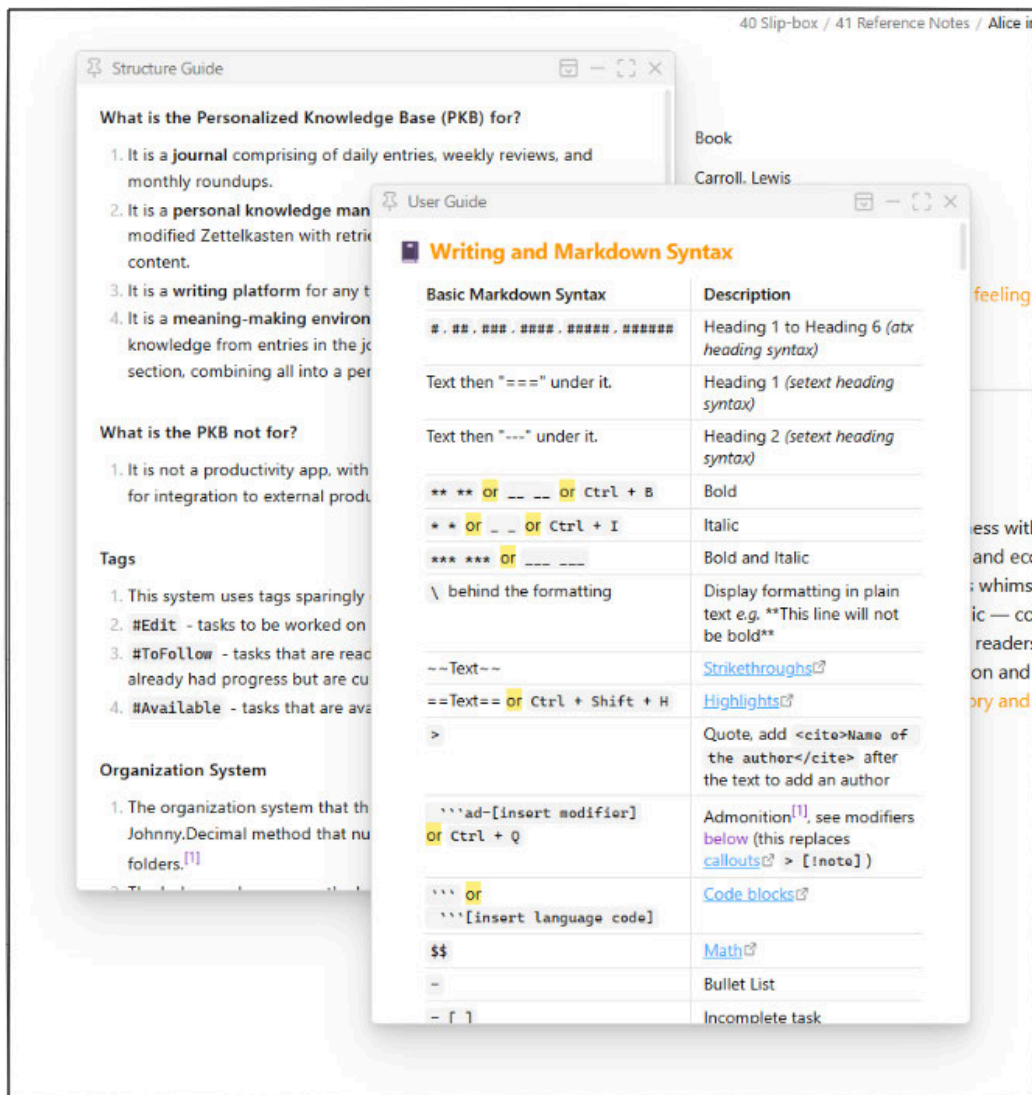 40 Slip-box / 41 Reference Notes / Alice in
Structure Guide
What is the Personalized Knowledge Base (PKB) for?
1. It is a journal comprising of daily entries, weekly reviews, and
monthly roundups.
2. It is a personal knowledge man
modified Zettelkasten with retrie
content.
3. It is a writing platform for any t
4. It is a meaning-making environ
knowledge from entries in the jo
section, combining all into a per
What is the PKB not for?
1. It is not a productivity app, with
for integration to external produ
Tags
1. This system uses tags sparingly
2. #Edit - tasks to be worked on
3. #ToFollow - tasks that are read
already had progress but are cu
4. #Available - tasks that are ava
Organization System
1. The organization system that th
Johnny.Decimal method that nu
folders.[1]
Book
Carroll, Lewis
feeling
ess with
and eco
whims
ic — co
readers
on and
ory and
User Guide
Writing and Markdown Syntax
Basic Markdown Syntax Description
#, ##, ###, ####, #####, ###### Heading 1 to Heading 6 (atx
heading syntax)
Text then "===" under it. Heading 1 (setext heading
syntax)
Text then "---" under it. Heading 2 (setext heading
syntax)
** ** or __ __ or Ctrl + B Bold
* * or _ _ or Ctrl + I Italic
*** *** or ___ ___ Bold and Italic
\ behind the formatting Display formatting in plain
text e.g. **This line will not
be bold**
~~Text~~ Strikethroughs
==Text== or Ctrl + Shift + H Highlights
> Quote, add <cite>Name of
the author</cite> after
the text to add an author
```ad-[insert modifier] Admonition[1], see modifiers
or Ctrl + Q below (this replaces
callouts > [!note])
``` or Code blocks
```[insert language code]
$$ Math
- Bullet List
- [ ] Incomplete task